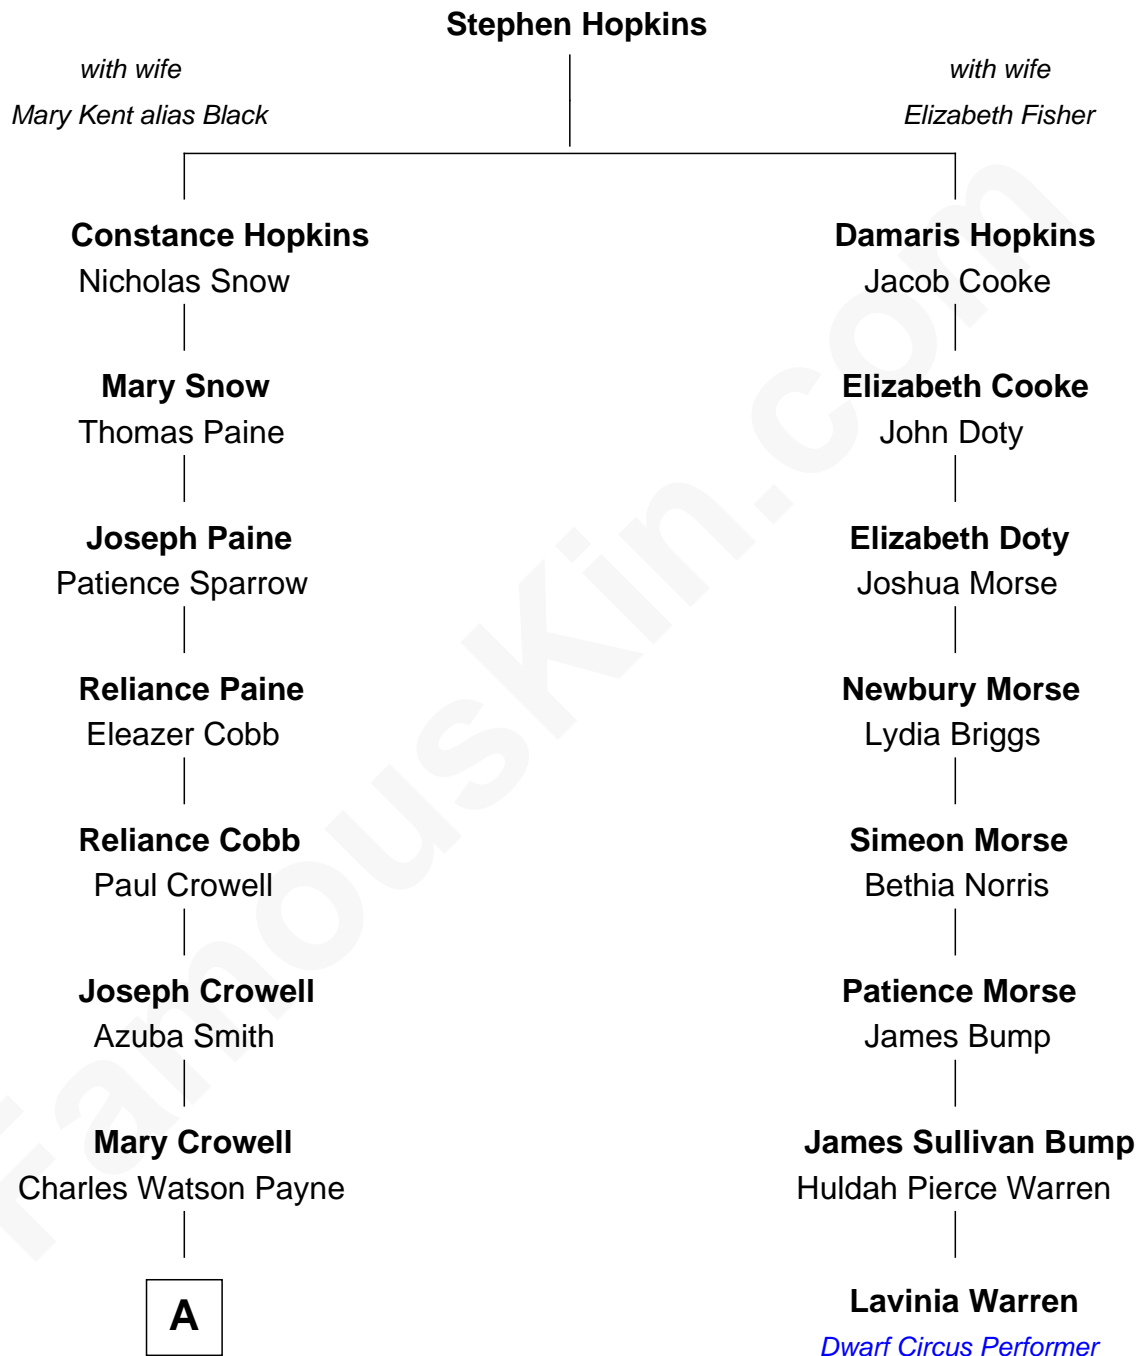 Stephen Hopkins
with wife
Mary Kent alias Black
with wife
Elizabeth Fisher
Constance Hopkins
Nicholas Snow
Damaris Hopkins
Jacob Cooke
Mary Snow
Thomas Paine
Elizabeth Cooke
John Doty
Joseph Paine
Patience Sparrow
Elizabeth Doty
Joshua Morse
Reliance Paine
Eleazer Cobb
Newbury Morse
Lydia Briggs
Reliance Cobb
Paul Crowell
Simeon Morse
Bethia Norris
Joseph Crowell
Azuba Smith
Patience Morse
James Bump
Mary Crowell
Charles Watson Payne
James Sullivan Bump
Huldah Pierce Warren
A
Lavinia Warren
Dwarf Circus Performer
FamousKin.com